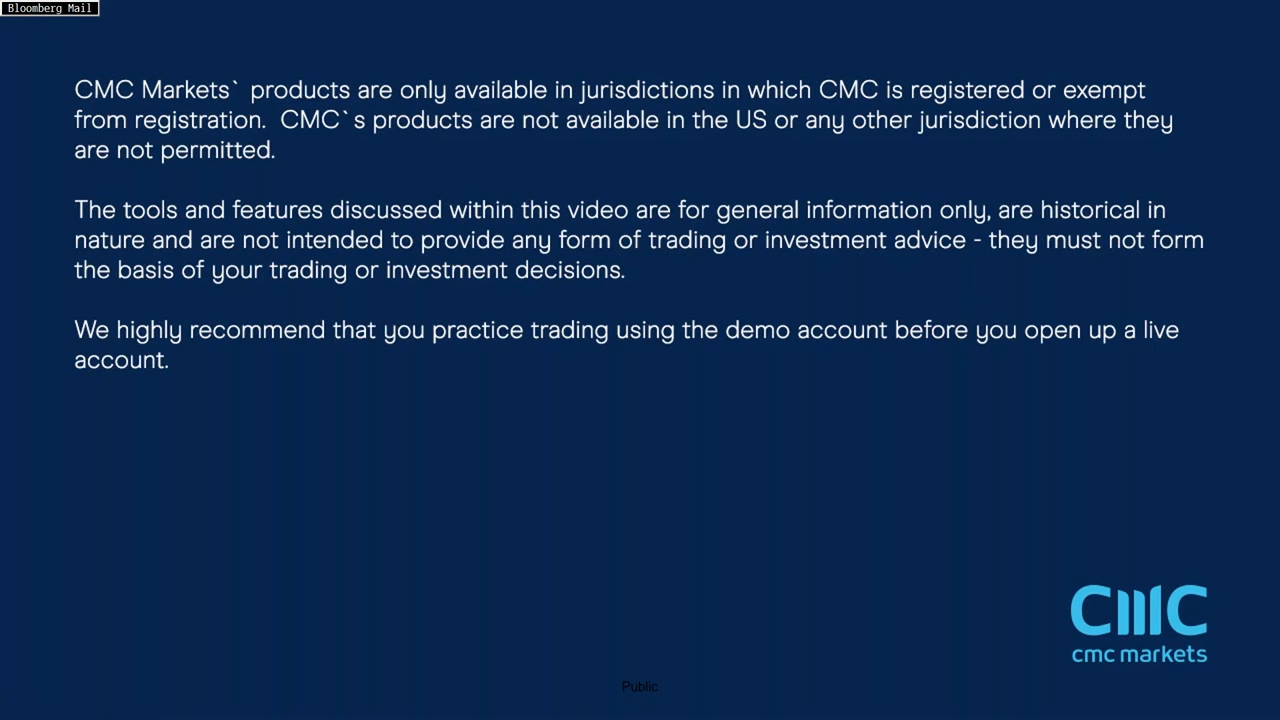 Bloomberg Mail
CMC Markets` products are only available in jurisdictions in which CMC is registered or exempt
from registration.  CMC`s products are not available in the US or any other jurisdiction where they
are not permitted.
The tools and features discussed within this video are for general information only, are historical in
nature and are not intended to provide any form of trading or investment advice - they must not form
the basis of your trading or investment decisions.
We highly recommend that you practice trading using the demo account before you open up a live
account.
CMC
cmc markets
Public